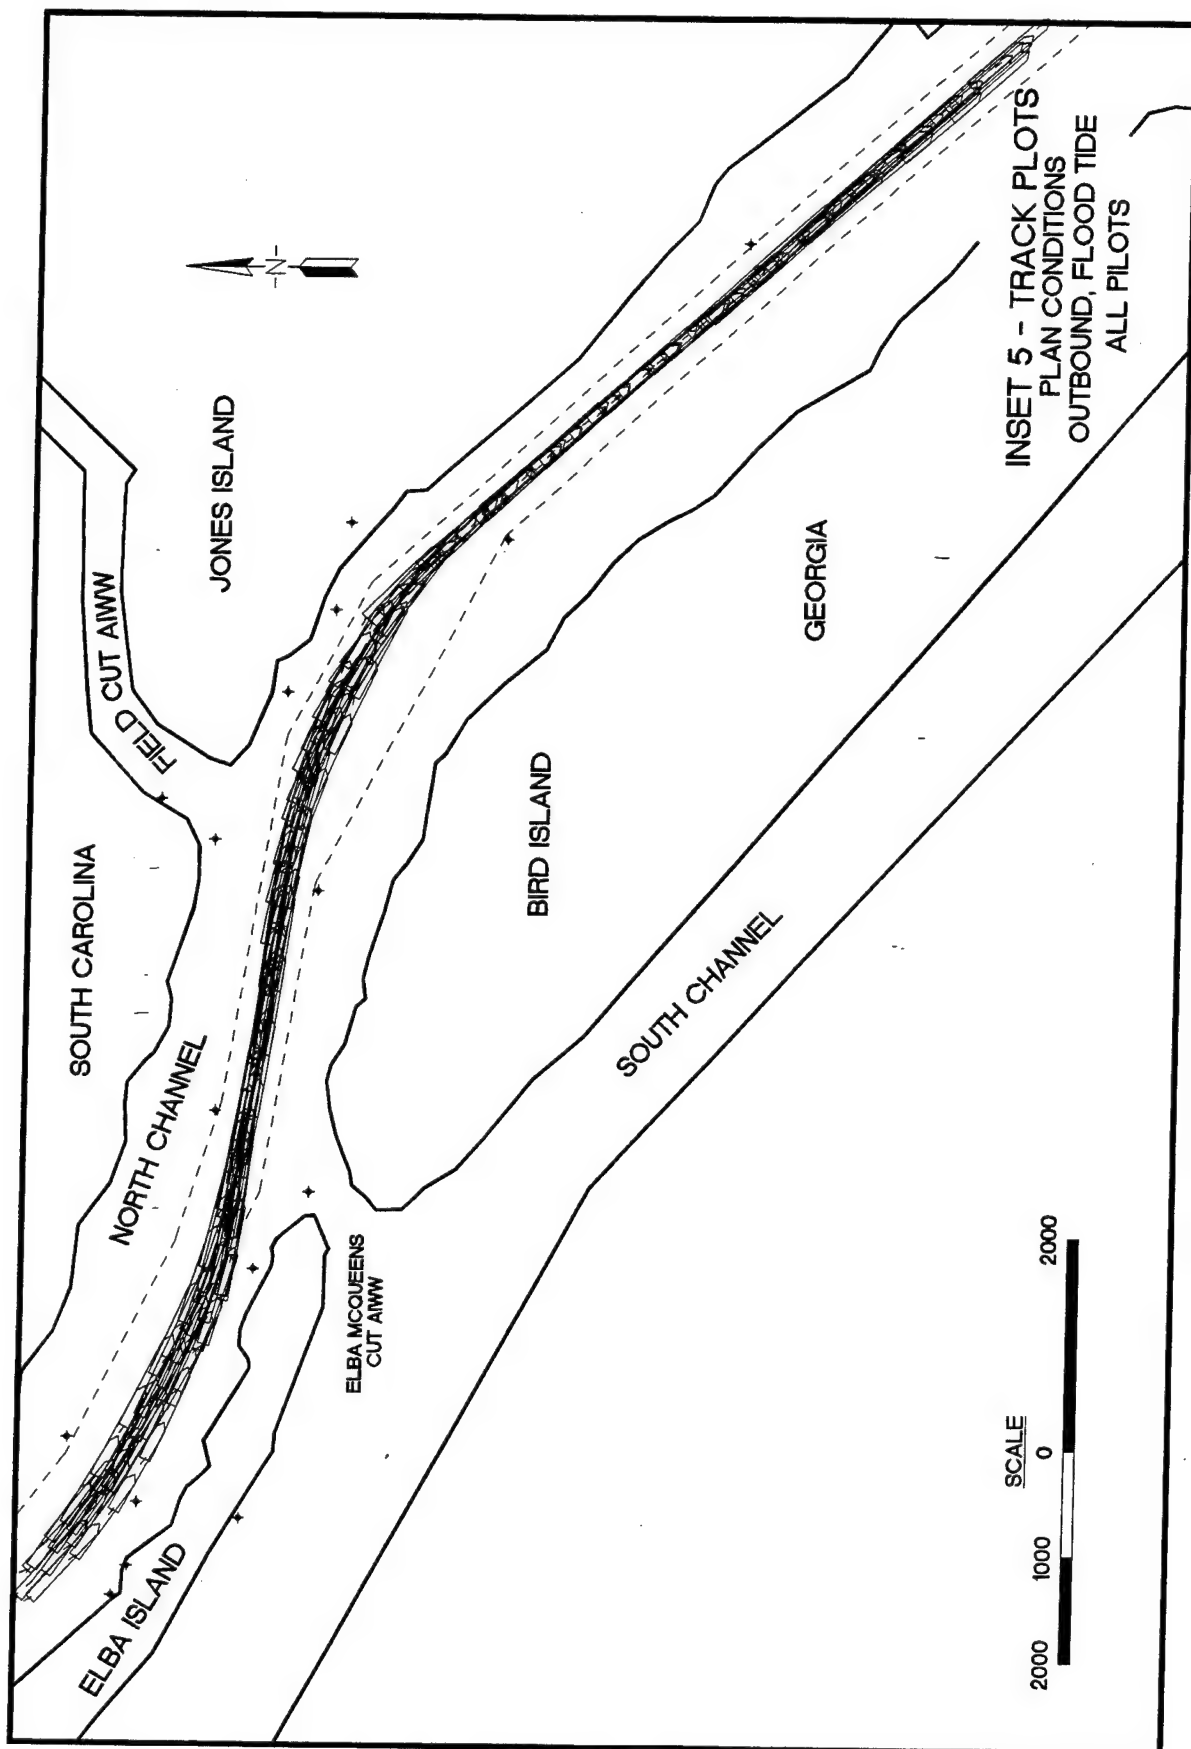 SOUTH CAROLINA
FIELD CUT AIWW
JONES ISLAND
N
NORTH CHANNEL
ELBA ISLAND
ELBA MCQUEENS
CUT AIWW
BIRD ISLAND
GEORGIA
SOUTH CHANNEL
SCALE
2000 1000 0 2000
INSET 5 - TRACK PLOTS
PLAN CONDITIONS
OUTBOUND, FLOOD TIDE
ALL PILOTS